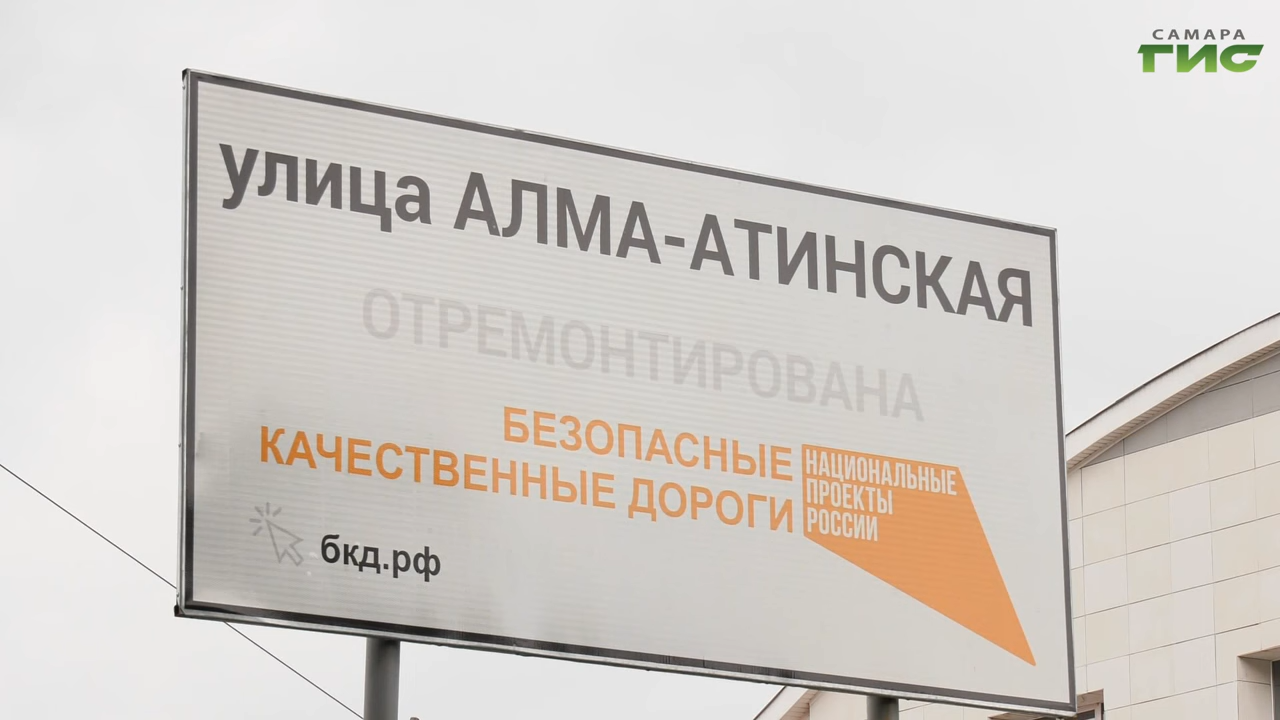 САМАРА
ГИС
улица АЛМА-АТИНСКАЯ
ОТРЕМОНТИРОВАНА
БЕЗОПАСНЫЕ
КАЧЕСТВЕННЫЕ ДОРОГИ
НАЦИОНАЛЬНЫЕ
ПРОЕКТЫ
РОССИИ
бкд.рф